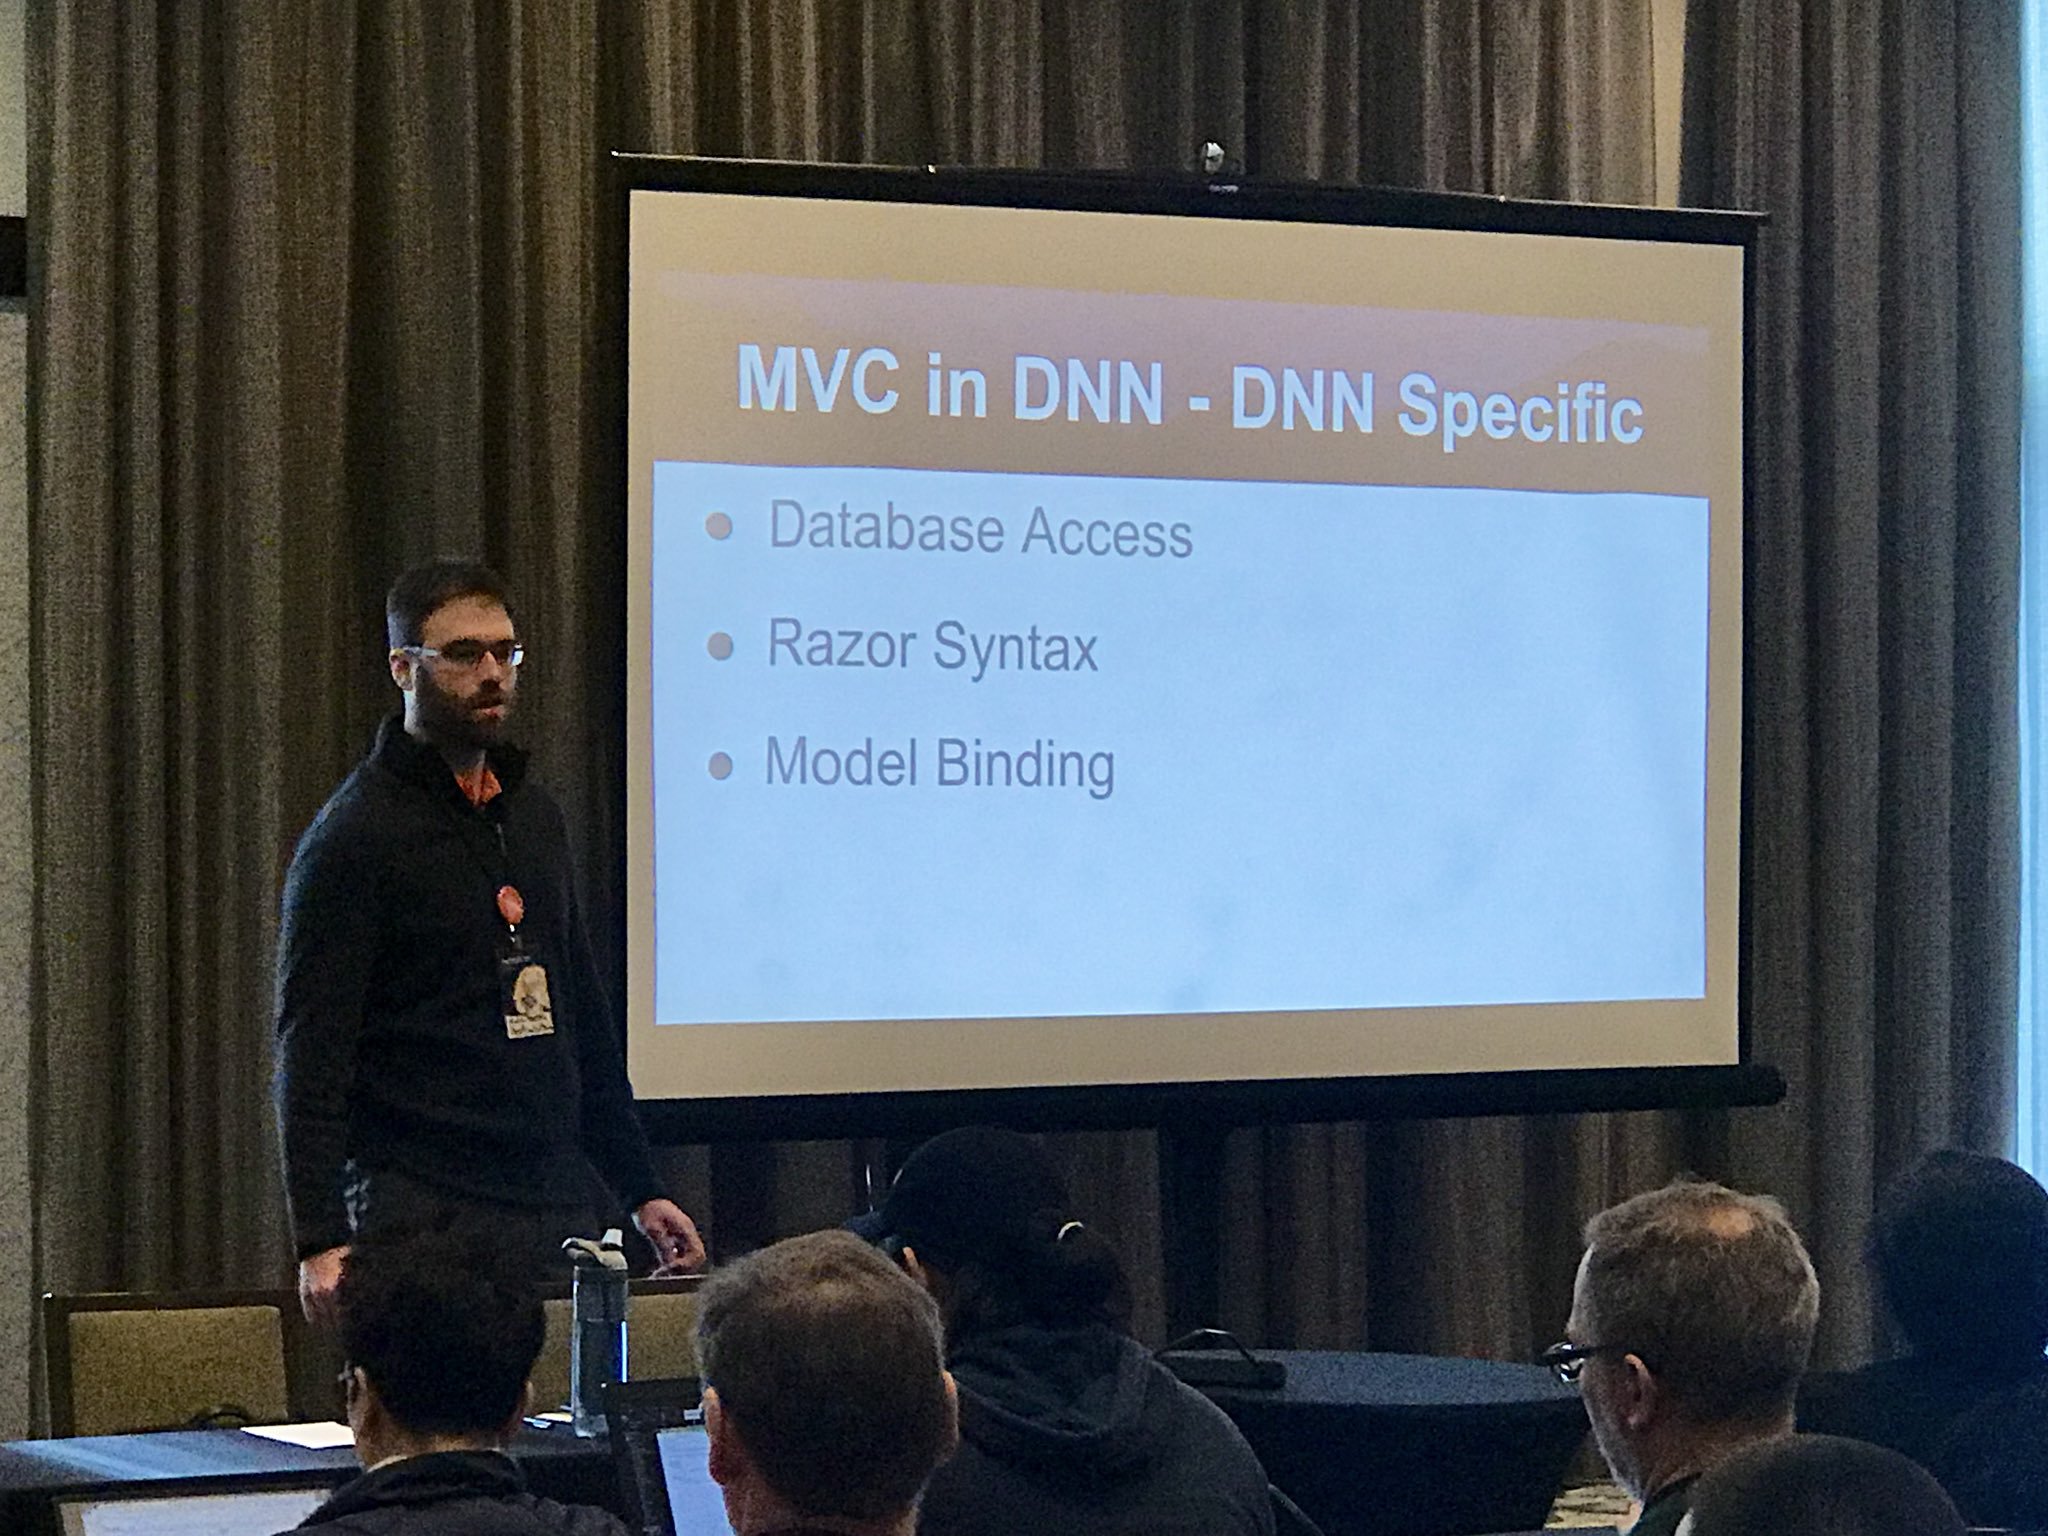 MVC in DNN - DNN Specific
Database Access
Razor Syntax
Model Binding